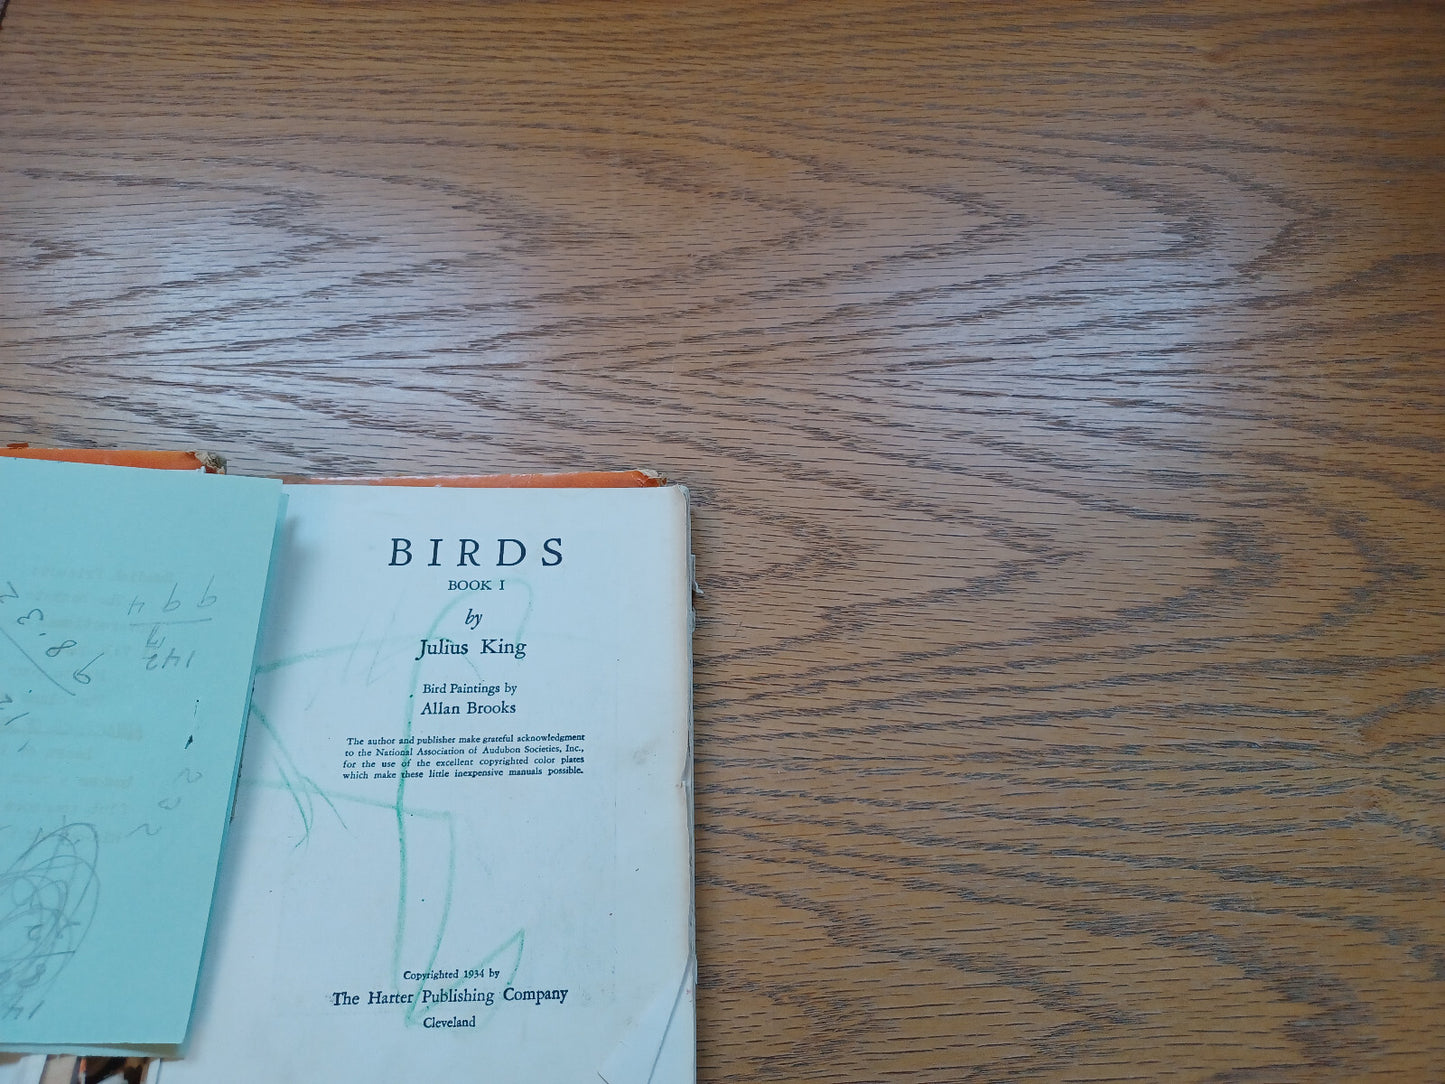 BIRDS
BOOK I
by
Julius King
Bird Paintings by
Allan Brooks
The author and publisher make grateful acknowledgment
to the National Association of Audubon Societies, Inc.,
for the use of the excellent copyrighted color plates
which make these little inexpensive manuals possible.
Copyrighted 1934 by
The Harter Publishing Company
Cleveland
994
142